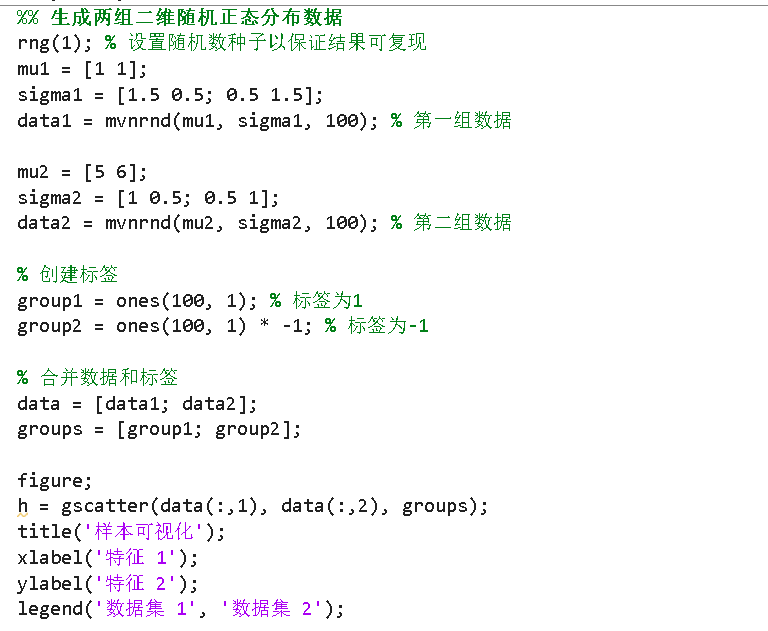 %% 生成两组二维随机正态分布数据
rng(1); % 设置随机数种子以保证结果可复现
mu1 = [1 1];
sigma1 = [1.5 0.5; 0.5 1.5];
data1 = mvnrnd(mu1, sigma1, 100); % 第一组数据
mu2 = [5 6];
sigma2 = [1 0.5; 0.5 1];
data2 = mvnrnd(mu2, sigma2, 100); % 第二组数据
% 创建标签
group1 = ones(100, 1); % 标签为1
group2 = ones(100, 1) * -1; % 标签为-1
% 合并数据和标签
data = [data1; data2];
groups = [group1; group2];
figure;
h = gscatter(data(:,1), data(:,2), groups);
title('样本可视化');
xlabel('特征 1');
ylabel('特征 2');
legend('数据集 1', '数据集 2');